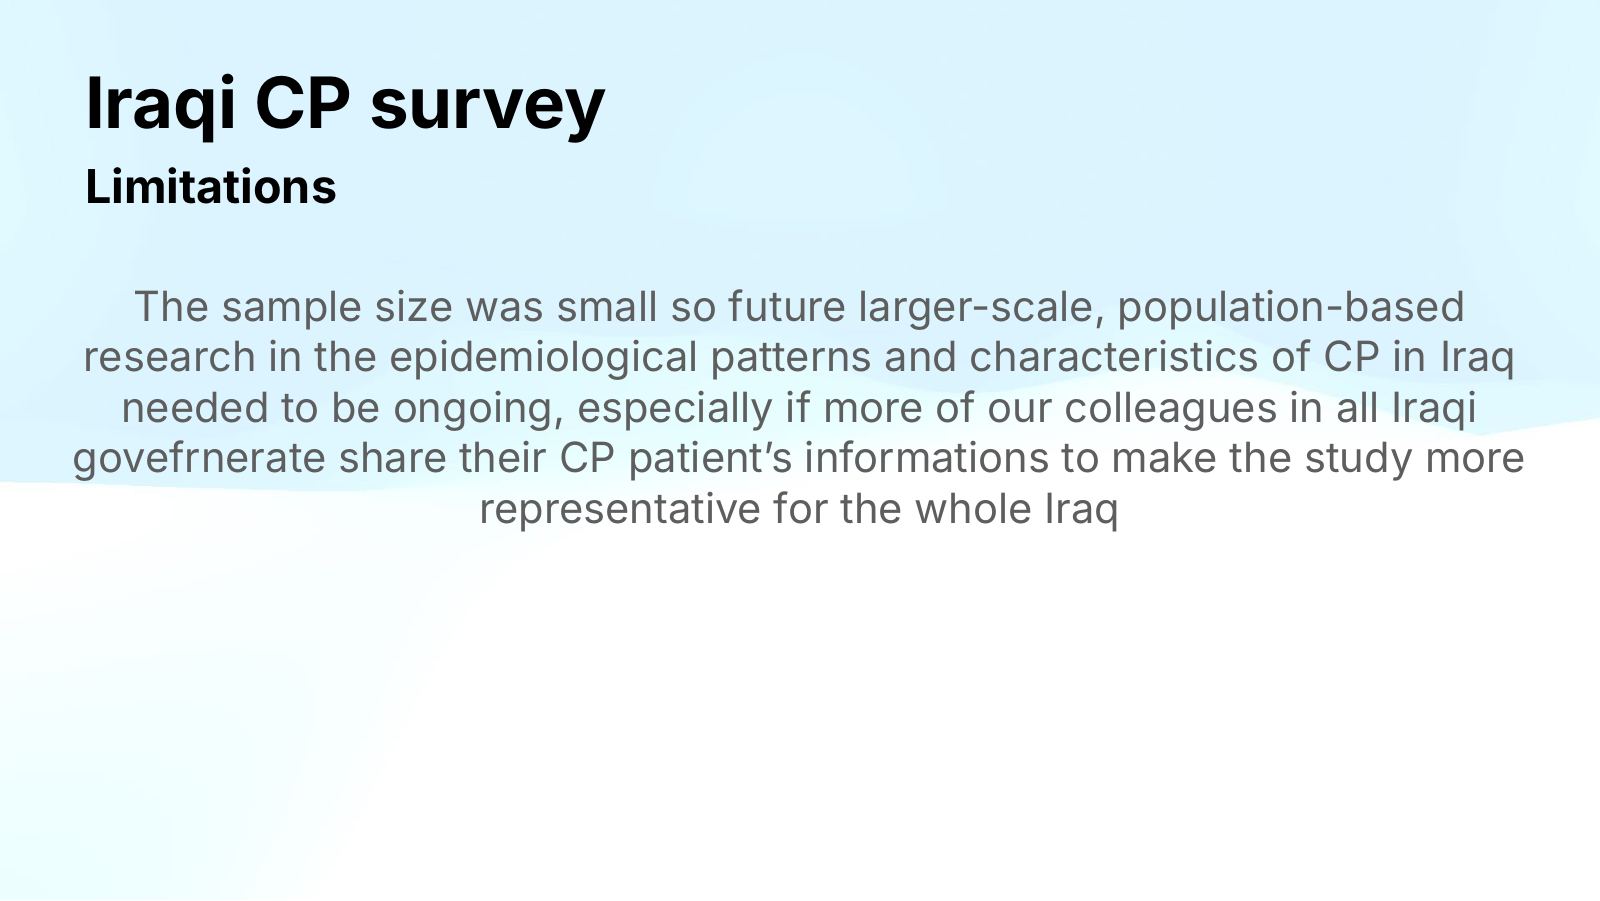 Iraqi CP survey
Limitations
The sample size was small so future larger-scale, population-based
research in the epidemiological patterns and characteristics of CP in Iraq
needed to be ongoing, especially if more of our colleagues in all Iraqi
govefrnerate share their CP patient’s informations to make the study more
representative for the whole Iraq